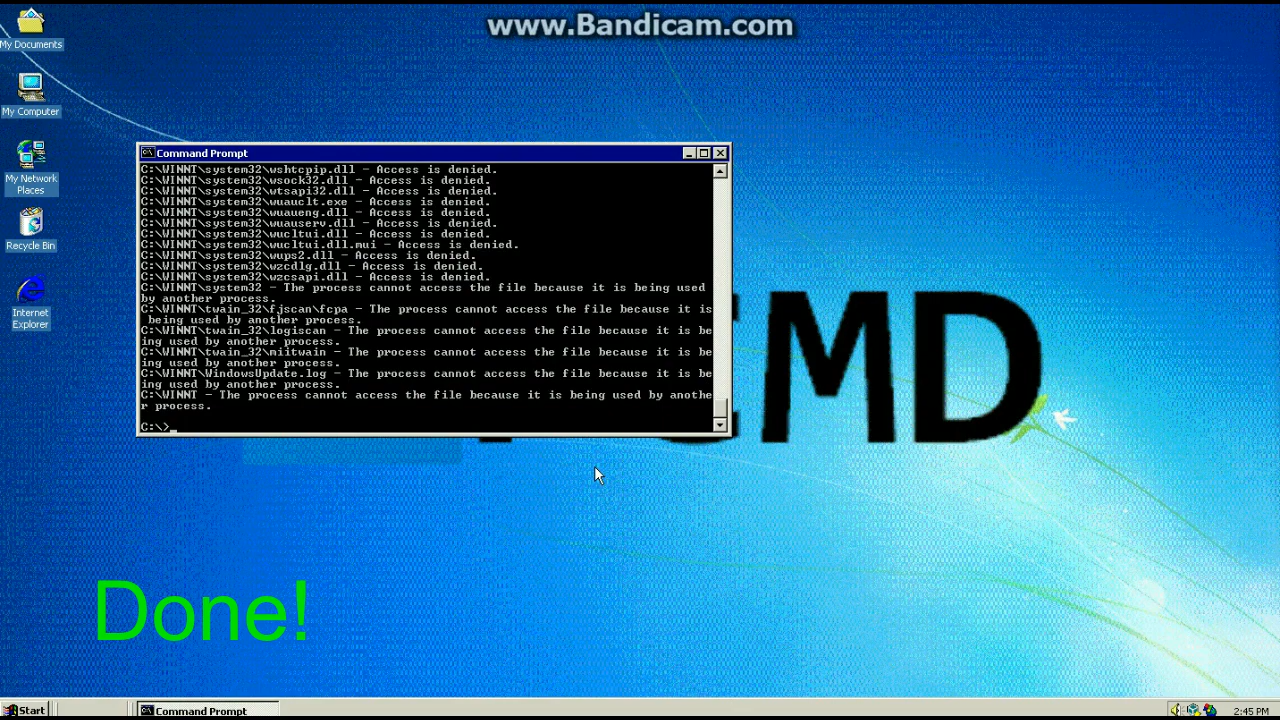 www.Bandicam.com
My Documents
My Computer
My Network
Places
Recycle Bin
Internet
Explorer
Command Prompt
C:\WINNT\system32\wshtcpip.dll - Access is denied.
C:\WINNT\system32\wsock32.dll - Access is denied.
C:\WINNT\system32\wtsapi32.dll - Access is denied.
C:\WINNT\system32\wuauclt.exe - Access is denied.
C:\WINNT\system32\wuaueng.dll - Access is denied.
C:\WINNT\system32\wuauserv.dll - Access is denied.
C:\WINNT\system32\wucltui.dll - Access is denied.
C:\WINNT\system32\wucltui.dll.mui - Access is denied.
C:\WINNT\system32\wups2.dll - Access is denied.
C:\WINNT\system32\wzcdlg.dll - Access is denied.
C:\WINNT\system32\wzcsapi.dll - Access is denied.
C:\WINNT\system32 - The process cannot access the file because it is being used
by another process.
C:\WINNT\twain_32\fjscan\fcpa - The process cannot access the file because it is
being used by another process.
C:\WINNT\twain_32\logiscan - The process cannot access the file because it is be
ing used by another process.
C:\WINNT\twain_32\miitwain - The process cannot access the file because it is be
ing used by another process.
C:\WINNT\WindowsUpdate.log - The process cannot access the file because it is be
ing used by another process.
C:\WINNT - The process cannot access the file because it is being used by anothe
r process.
C:\>_
MD
Done!
Start
Command Prompt
2:45 PM